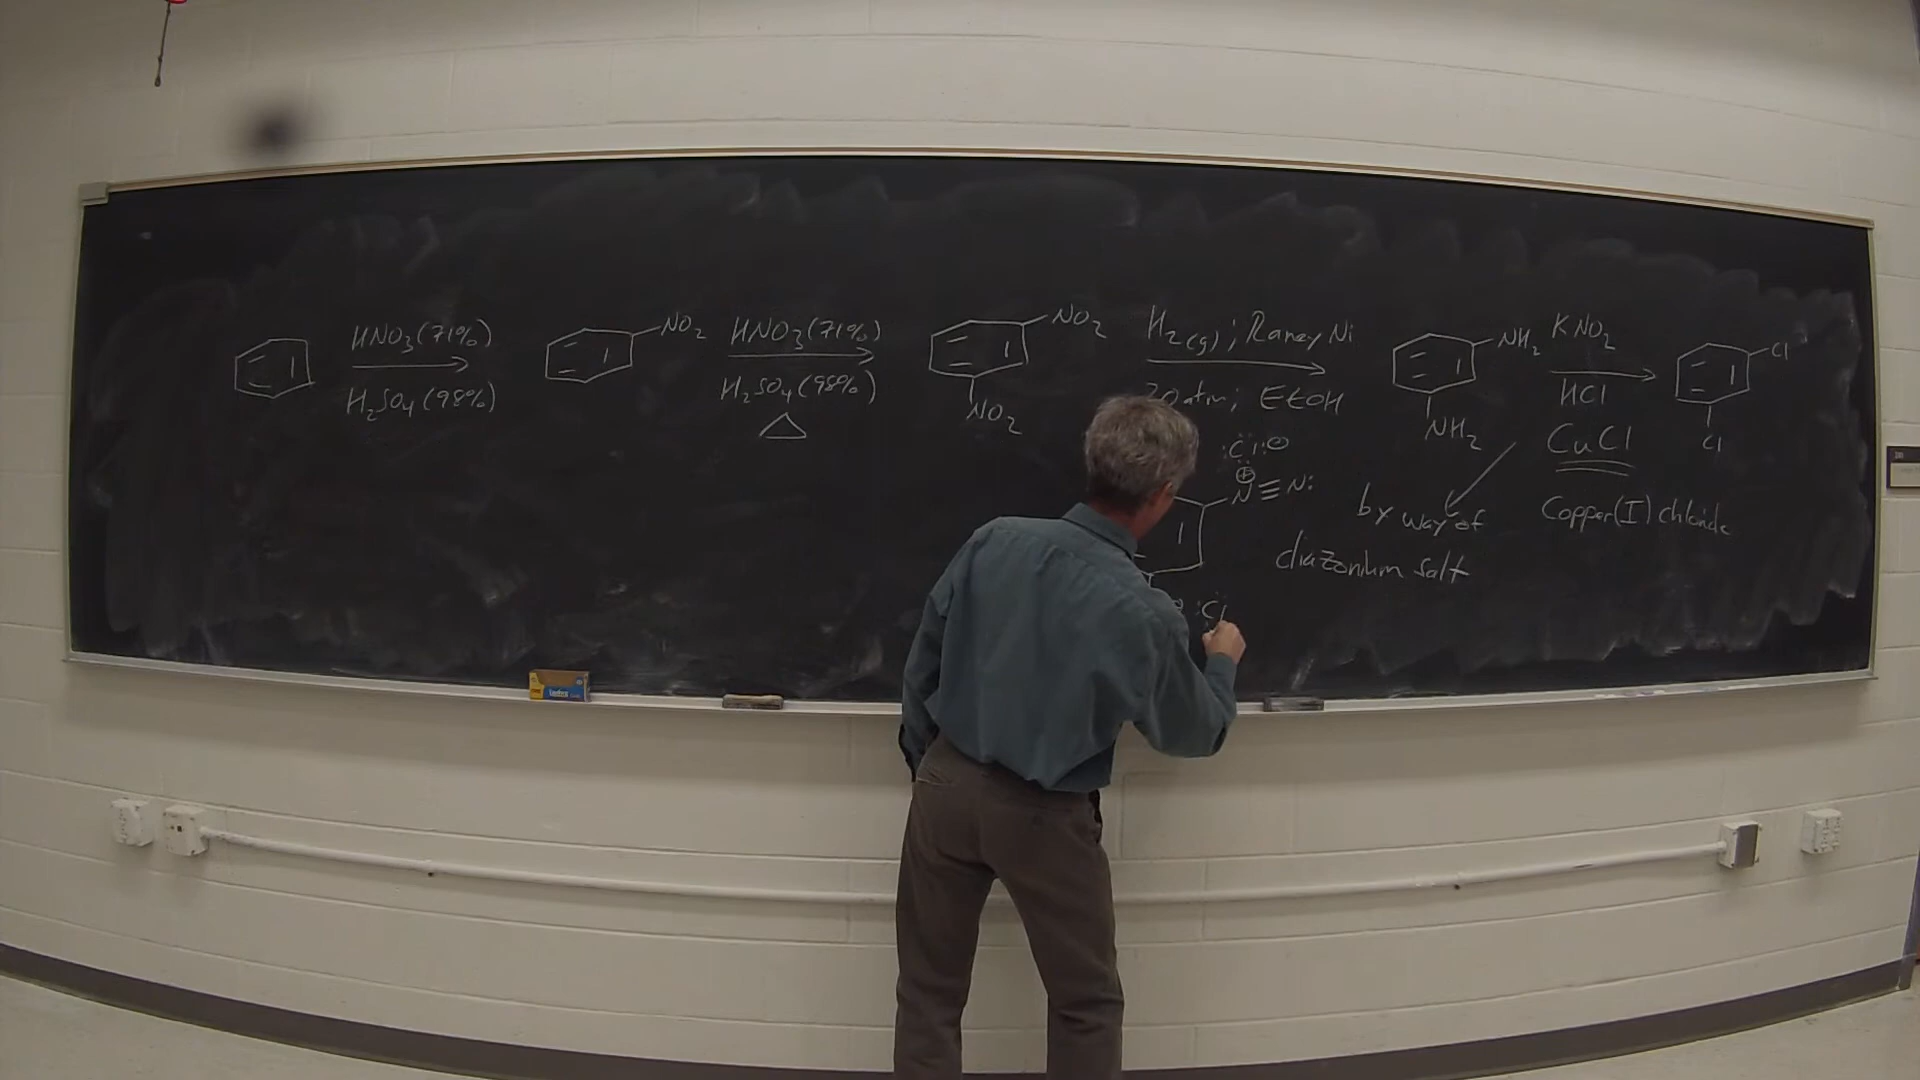 HNO3 (71%)
H2SO4 (98%)
NO2
HNO3 (71%)
H2SO4 (98%)
△
NO2
NO2
H2(g); Raney Ni
20 atm; EtOH
NH2
NH2
KNO2
HCl
CuCl
Copper(I) chloride
Cl
Cl
:Cl:⊖
⊕
N≡N:
by way of
diazonium salt
:Cl